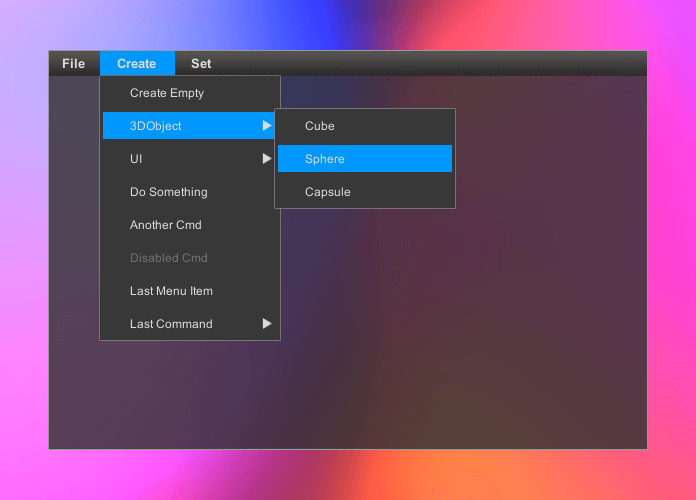 File Create Set
Create Empty
3DObject
UI
Do Something
Another Cmd
Disabled Cmd
Last Menu Item
Last Command
Cube
Sphere
Capsule